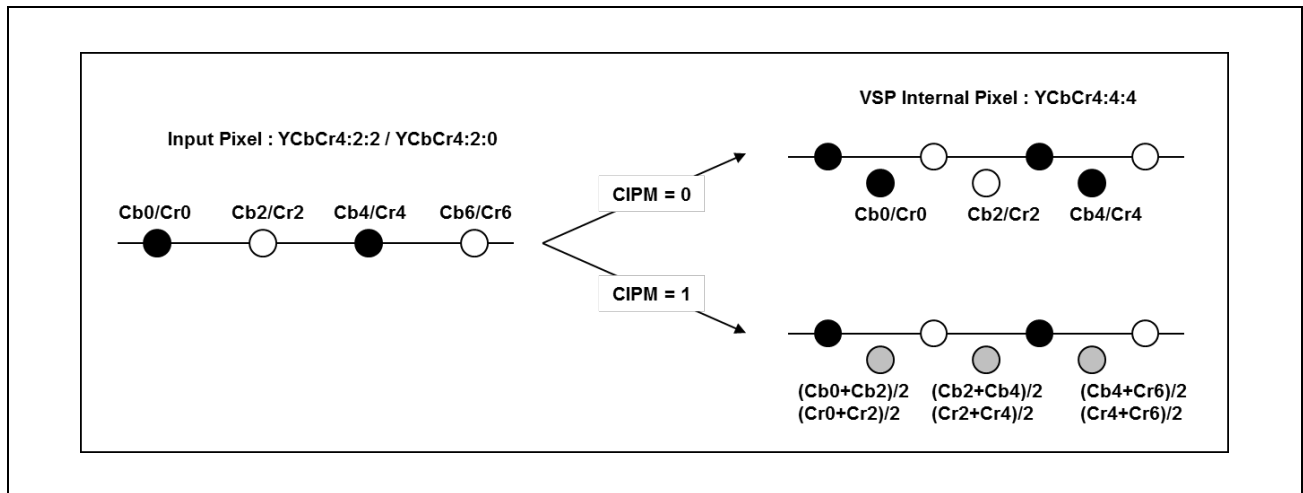 VSP Internal Pixel : YCbCr4:4:4
Input Pixel : YCbCr4:2:2 / YCbCr4:2:0
CIPM = 0
Cb0/Cr0 Cb2/Cr2 Cb4/Cr4 Cb6/Cr6
Cb0/Cr0 Cb2/Cr2 Cb4/Cr4
CIPM = 1
(Cb0+Cb2)/2 (Cb2+Cb4)/2 (Cb4+Cr6)/2
(Cr0+Cr2)/2 (Cr2+Cr4)/2 (Cr4+Cr6)/2